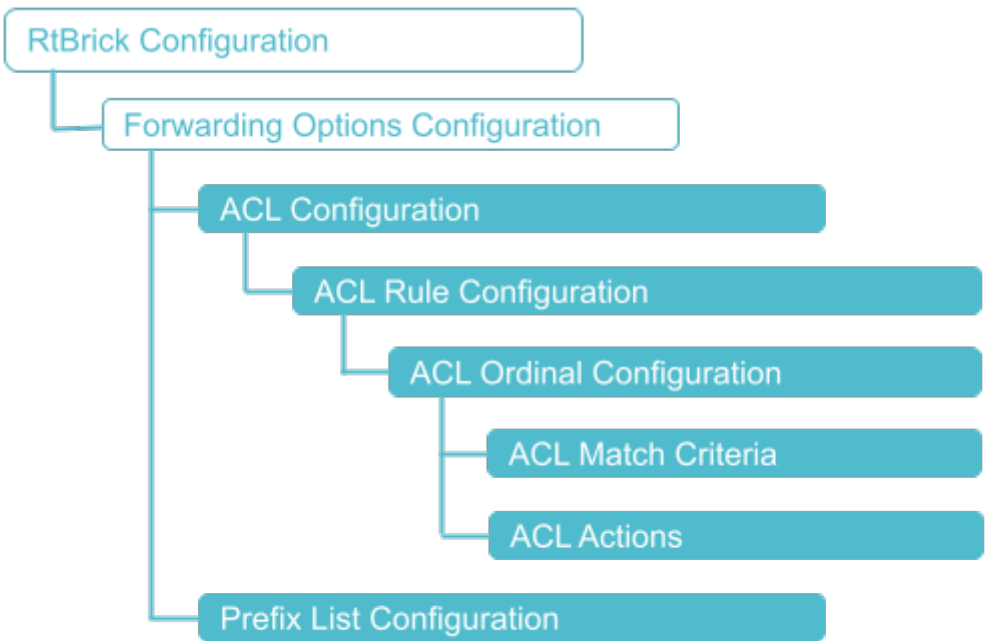 RtBrick Configuration
Forwarding Options Configuration
ACL Configuration
ACL Rule Configuration
ACL Ordinal Configuration
ACL Match Criteria
ACL Actions
Prefix List Configuration